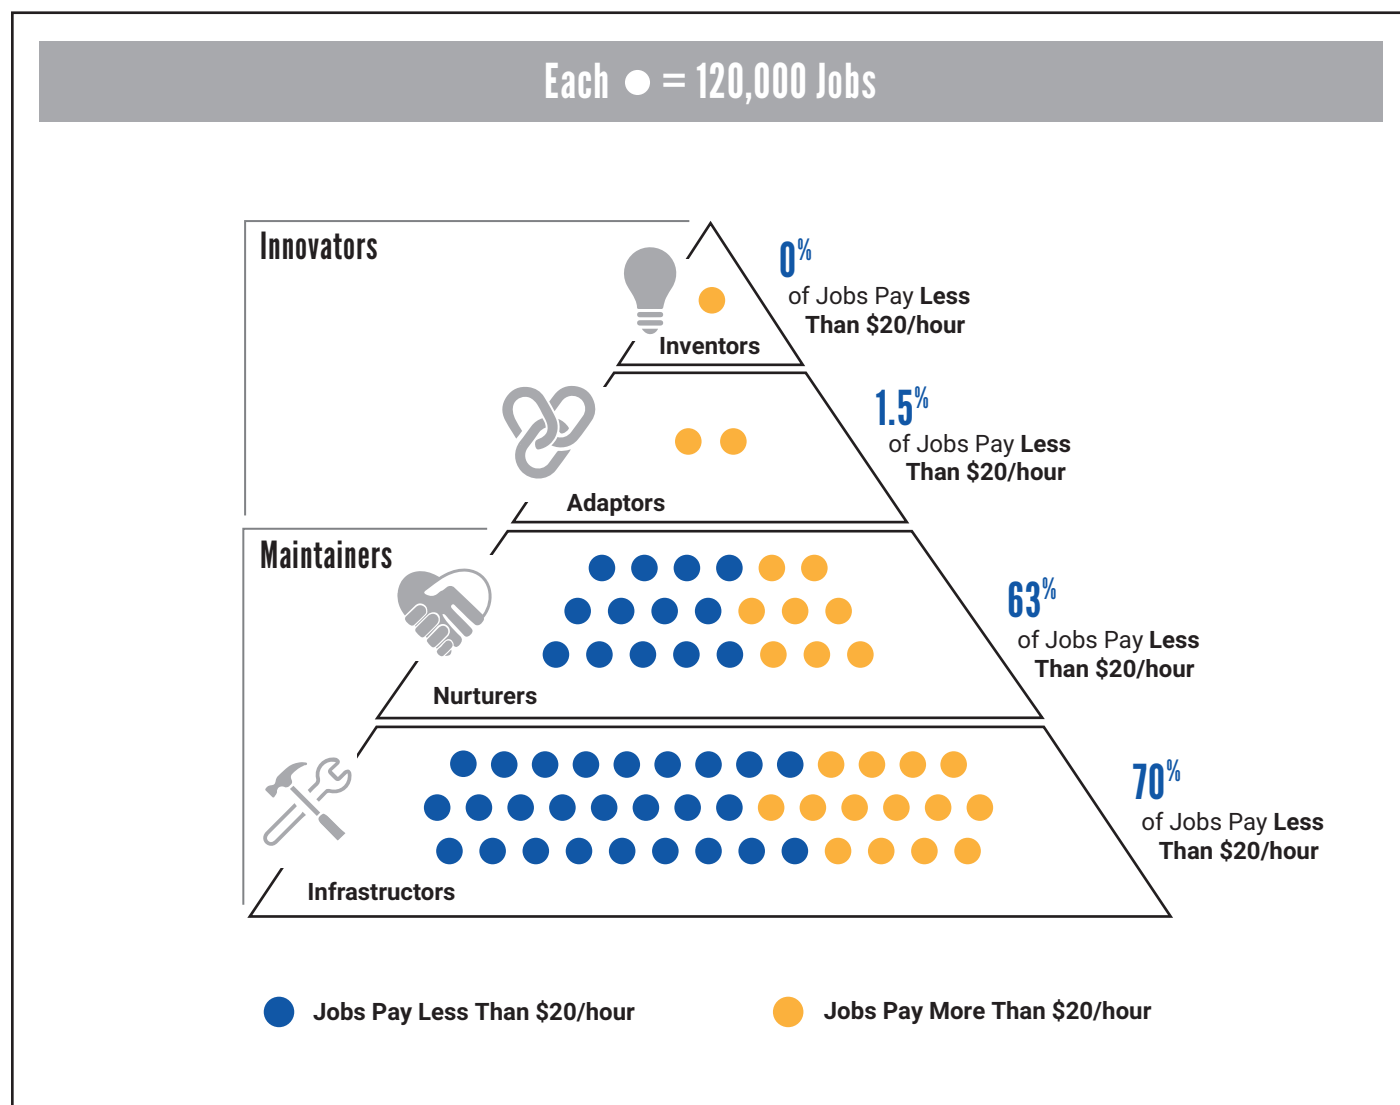 Each = 120,000 Jobs
Innovators
0%
of Jobs Pay Less
Than $20/hour
Inventors
1.5%
of Jobs Pay Less
Than $20/hour
Adaptors
Maintainers
63%
of Jobs Pay Less
Than $20/hour
Nurturers
70%
of Jobs Pay Less
Than $20/hour
Infrastructors
Jobs Pay Less Than $20/hour
Jobs Pay More Than $20/hour